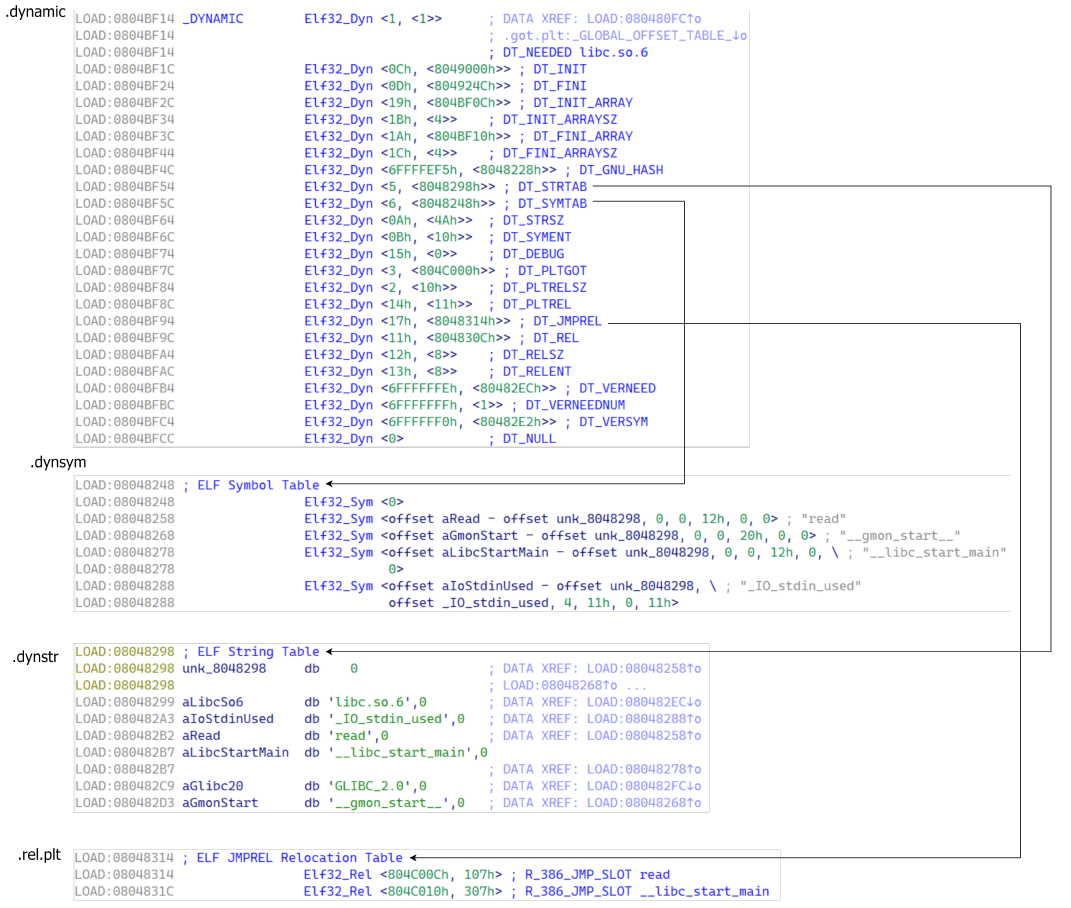 .dynamic
LOAD:0804BF14 _DYNAMIC Elf32_Dyn <1, <1>> ; DATA XREF: LOAD:080480FC↑o
LOAD:0804BF14 ; .got.plt:_GLOBAL_OFFSET_TABLE_↓o
LOAD:0804BF14 ; DT_NEEDED libc.so.6
LOAD:0804BF1C Elf32_Dyn <0Ch, <8049000h>> ; DT_INIT
LOAD:0804BF24 Elf32_Dyn <0Dh, <804924Ch>> ; DT_FINI
LOAD:0804BF2C Elf32_Dyn <19h, <804BF0Ch>> ; DT_INIT_ARRAY
LOAD:0804BF34 Elf32_Dyn <1Bh, <4>> ; DT_INIT_ARRAYSZ
LOAD:0804BF3C Elf32_Dyn <1Ah, <804BF10h>> ; DT_FINI_ARRAY
LOAD:0804BF44 Elf32_Dyn <1Ch, <4>> ; DT_FINI_ARRAYSZ
LOAD:0804BF4C Elf32_Dyn <6FFFFEF5h, <8048228h>> ; DT_GNU_HASH
LOAD:0804BF54 Elf32_Dyn <5, <8048298h>> ; DT_STRTAB
LOAD:0804BF5C Elf32_Dyn <6, <8048248h>> ; DT_SYMTAB
LOAD:0804BF64 Elf32_Dyn <0Ah, <4Ah>> ; DT_STRSZ
LOAD:0804BF6C Elf32_Dyn <0Bh, <10h>> ; DT_SYMENT
LOAD:0804BF74 Elf32_Dyn <15h, <0>> ; DT_DEBUG
LOAD:0804BF7C Elf32_Dyn <3, <804C000h>> ; DT_PLTGOT
LOAD:0804BF84 Elf32_Dyn <2, <10h>> ; DT_PLTRELSZ
LOAD:0804BF8C Elf32_Dyn <14h, <11h>> ; DT_PLTREL
LOAD:0804BF94 Elf32_Dyn <17h, <8048314h>> ; DT_JMPREL
LOAD:0804BF9C Elf32_Dyn <11h, <804830Ch>> ; DT_REL
LOAD:0804BFA4 Elf32_Dyn <12h, <8>> ; DT_RELSZ
LOAD:0804BFAC Elf32_Dyn <13h, <8>> ; DT_RELENT
LOAD:0804BFB4 Elf32_Dyn <6FFFFFFEh, <80482ECh>> ; DT_VERNEED
LOAD:0804BFBC Elf32_Dyn <6FFFFFFFh, <1>> ; DT_VERNEEDNUM
LOAD:0804BFC4 Elf32_Dyn <6FFFFFF0h, <80482E2h>> ; DT_VERSYM
LOAD:0804BFCC Elf32_Dyn <0> ; DT_NULL
.dynsym
LOAD:08048248 ; ELF Symbol Table
LOAD:08048248 Elf32_Sym <0>
LOAD:08048258 Elf32_Sym <offset aRead - offset unk_8048298, 0, 0, 12h, 0, 0> ; "read"
LOAD:08048268 Elf32_Sym <offset aGmonStart - offset unk_8048298, 0, 0, 20h, 0, 0> ; "__gmon_start__"
LOAD:08048278 Elf32_Sym <offset aLibcStartMain - offset unk_8048298, 0, 0, 12h, 0, \ ; "__libc_start_main"
LOAD:08048278 0>
LOAD:08048288 Elf32_Sym <offset aIoStdinUsed - offset unk_8048298, \ ; "_IO_stdin_used"
LOAD:08048288 offset _IO_stdin_used, 4, 11h, 0, 11h>
.dynstr
LOAD:08048298 ; ELF String Table
LOAD:08048298 unk_8048298 db 0 ; DATA XREF: LOAD:08048258↑o
LOAD:08048298 ; LOAD:08048268↑o ...
LOAD:08048299 aLibcSo6 db 'libc.so.6',0 ; DATA XREF: LOAD:080482EC↓o
LOAD:080482A3 aIoStdinUsed db '_IO_stdin_used',0 ; DATA XREF: LOAD:08048288↑o
LOAD:080482B2 aRead db 'read',0 ; DATA XREF: LOAD:08048258↑o
LOAD:080482B7 aLibcStartMain db '__libc_start_main',0
LOAD:080482B7 ; DATA XREF: LOAD:08048278↑o
LOAD:080482C9 aGlibc20 db 'GLIBC_2.0',0 ; DATA XREF: LOAD:080482FC↓o
LOAD:080482D3 aGmonStart db '__gmon_start__',0 ; DATA XREF: LOAD:08048268↑o
.rel.plt
LOAD:08048314 ; ELF JMPREL Relocation Table
LOAD:08048314 Elf32_Rel <804C00Ch, 107h> ; R_386_JMP_SLOT read
LOAD:0804831C Elf32_Rel <804C010h, 307h> ; R_386_JMP_SLOT __libc_start_main